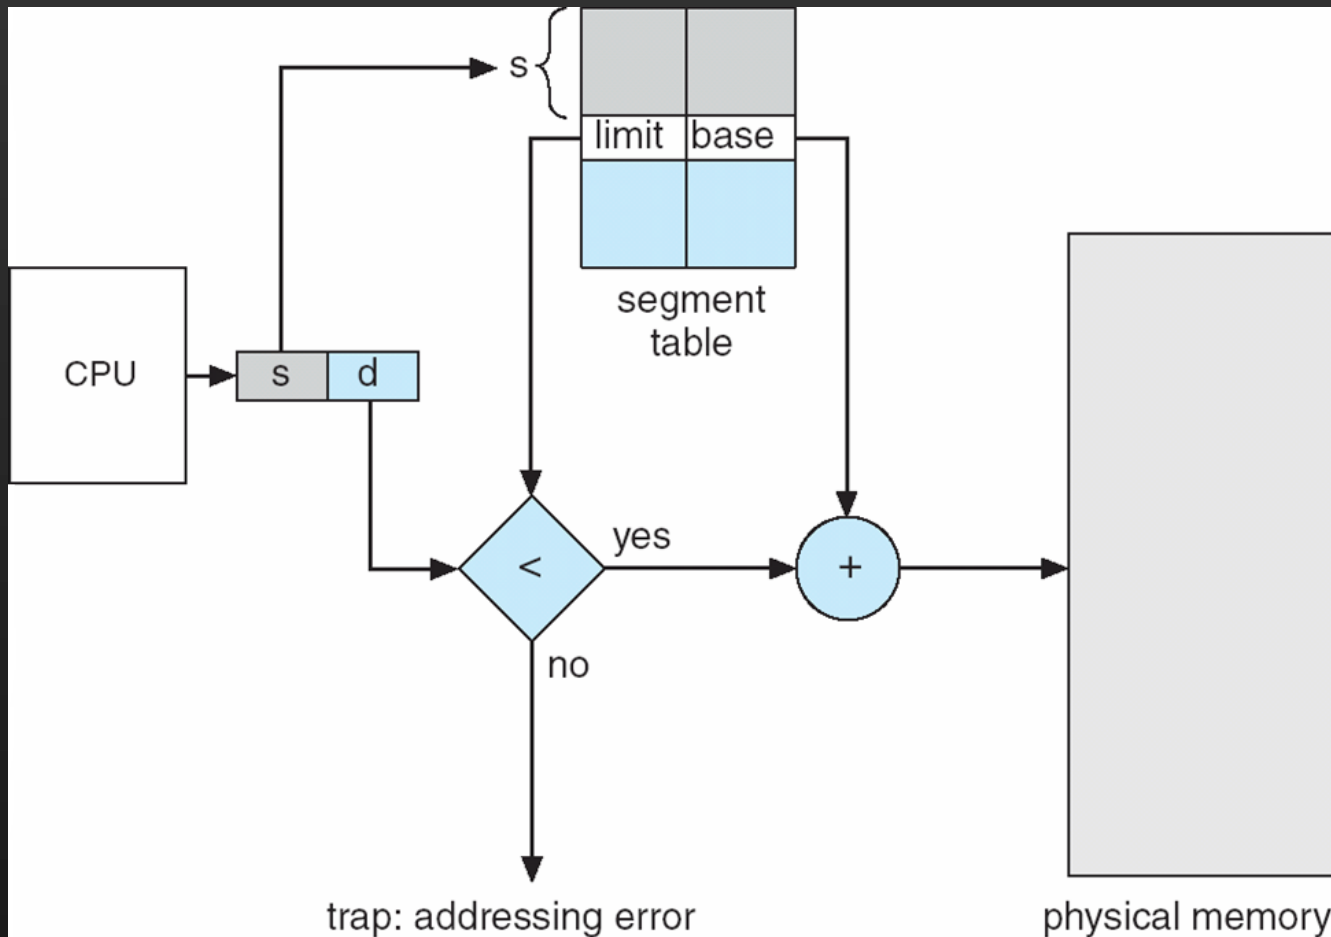 s
limit base
segment
table
CPU
s d
yes
<
+
no
trap: addressing error
physical memory